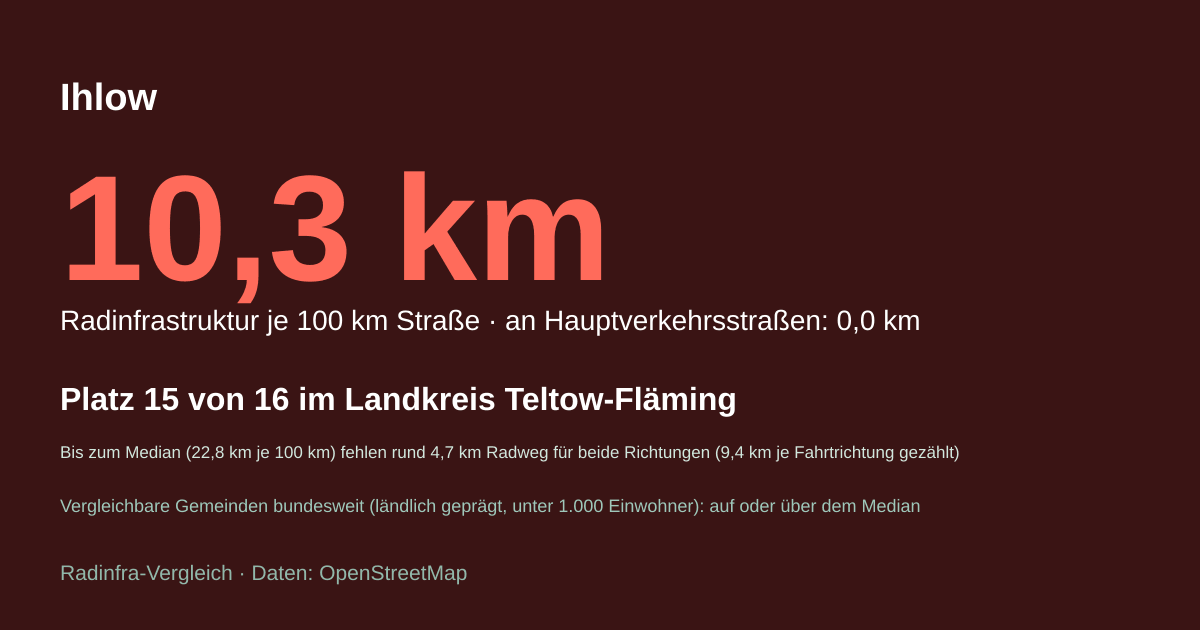 Ihlow
10,3 km
Radinfrastruktur je 100 km Straße · an Hauptverkehrsstraßen: 0,0 km
Platz 15 von 16 im Landkreis Teltow-Fläming
Bis zum Median (22,8 km je 100 km) fehlen rund 4,7 km Radweg für beide Richtungen (9,4 km je Fahrtrichtung gezählt)
Vergleichbare Gemeinden bundesweit (ländlich geprägt, unter 1.000 Einwohner): auf oder über dem Median
Radinfra-Vergleich · Daten: OpenStreetMap